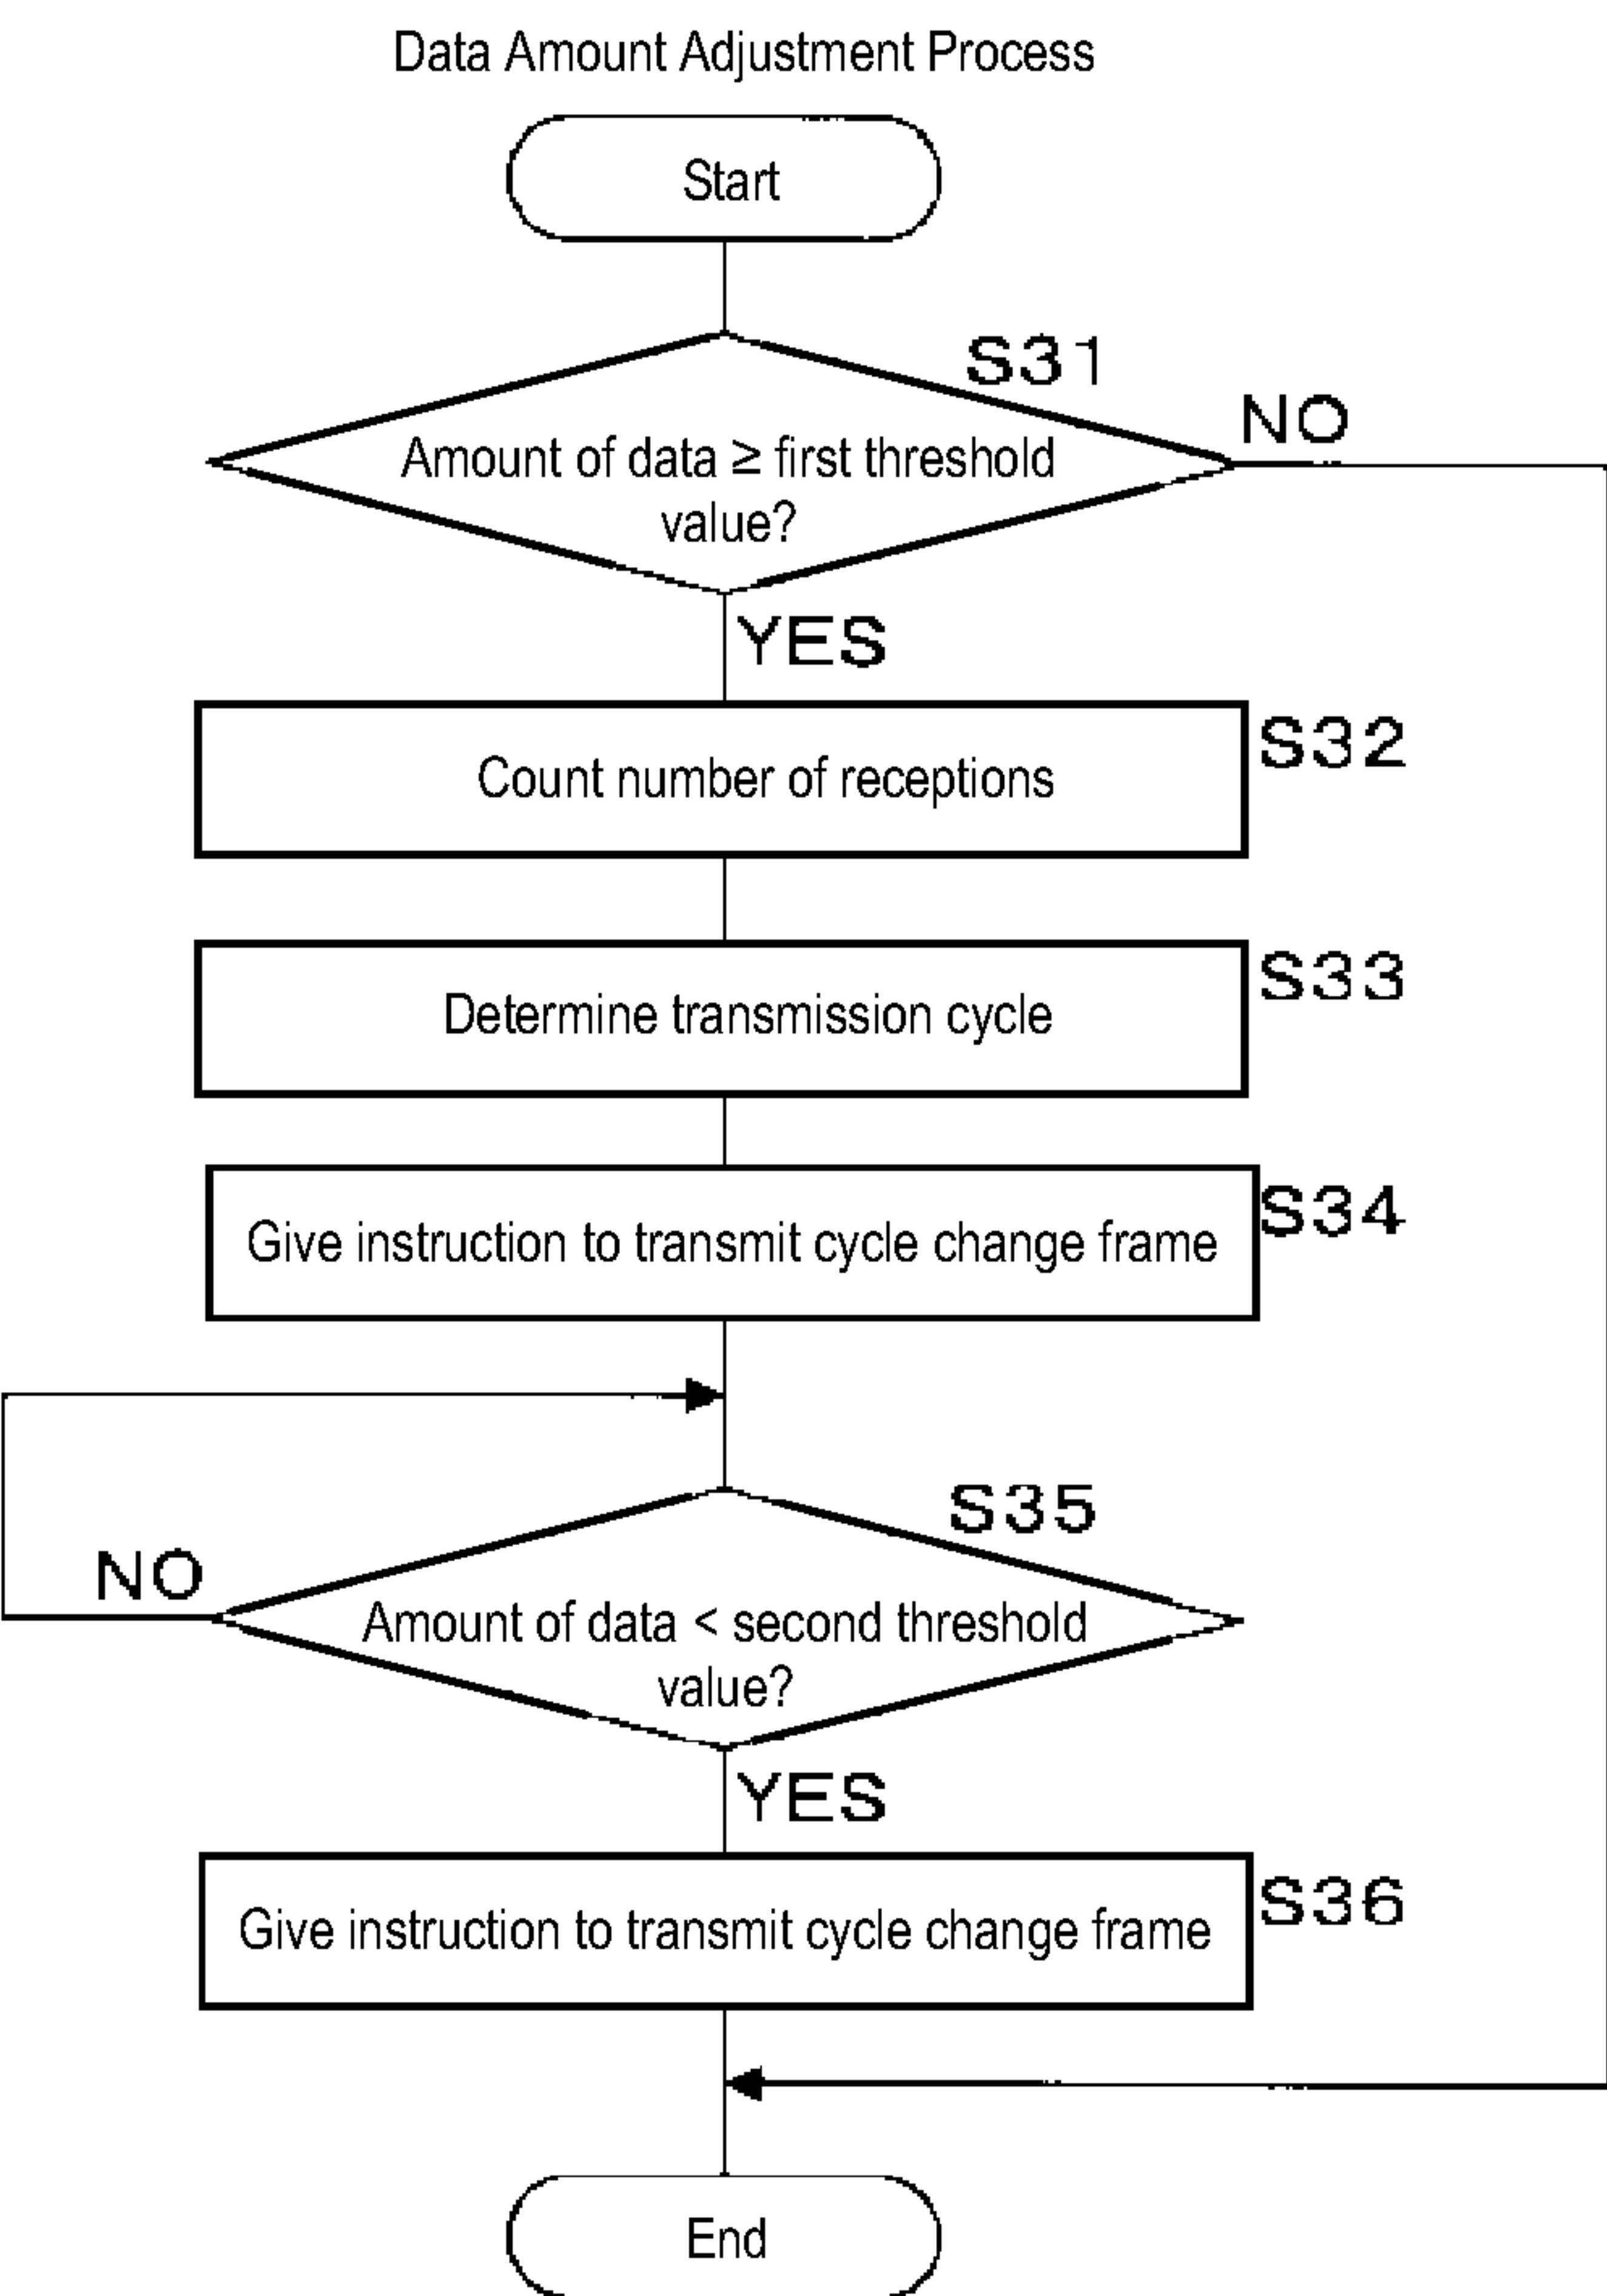 Data Amount Adjustment Process
Start
S31
NO
Amount of data ≥ first threshold
value?
YES
S32
Count number of receptions
S33
Determine transmission cycle
S34
Give instruction to transmit cycle change frame
S35
NO
Amount of data < second threshold
value?
YES
S36
Give instruction to transmit cycle change frame
End